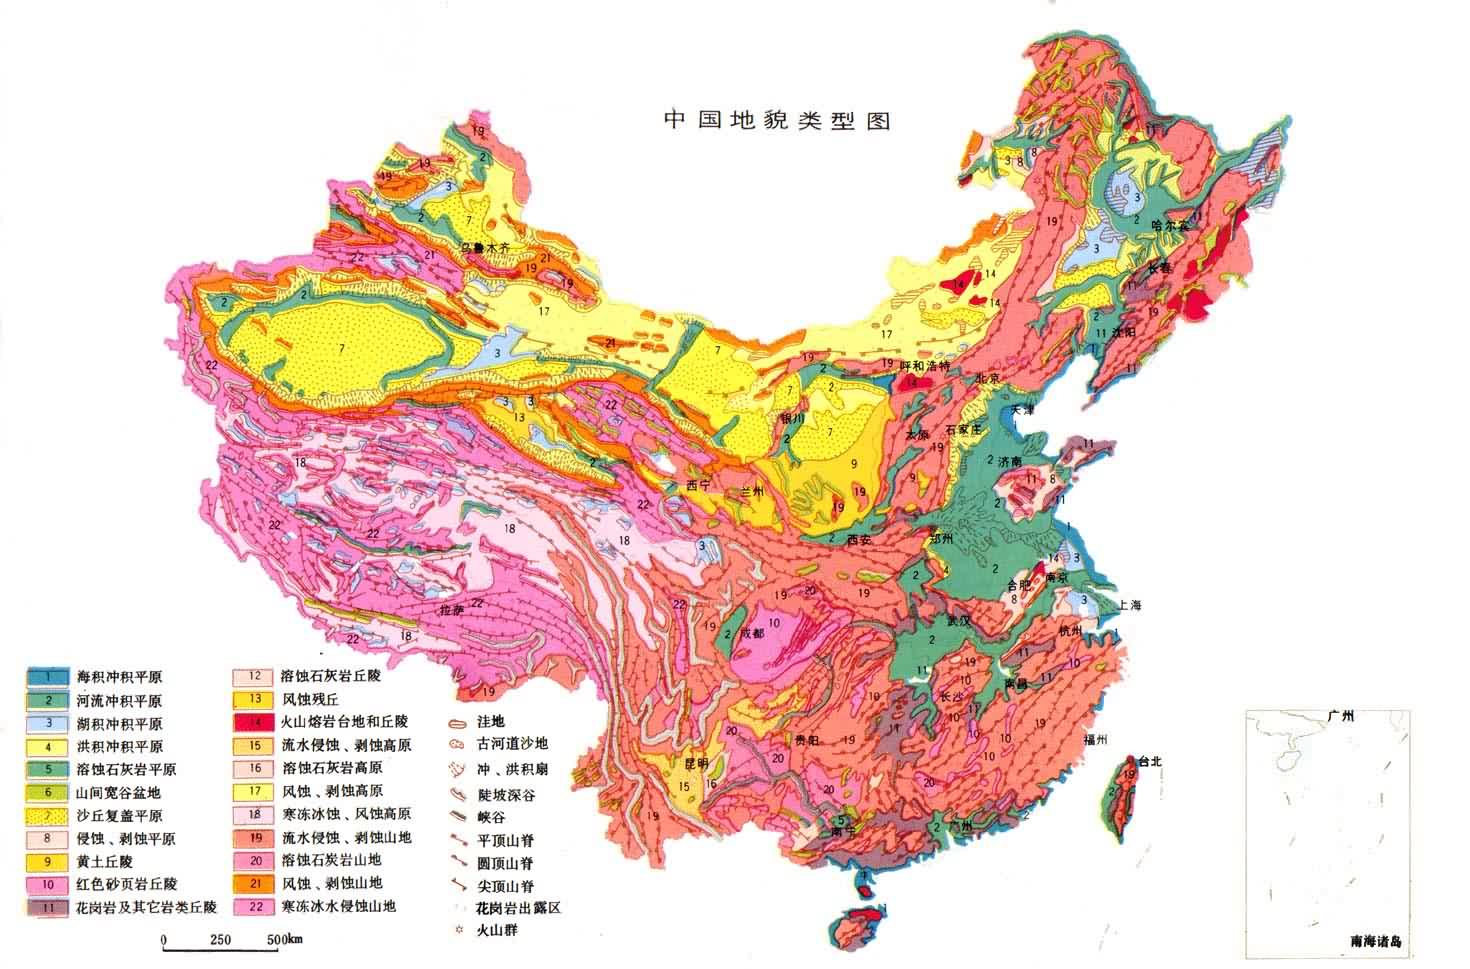 中国地貌类型图
乌鲁木齐
哈尔滨
长春
沈阳
呼和浩特
北京
天津
银川
太原
石家庄
济南
西宁
兰州
西安
郑州
合肥
南京
上海
拉萨
成都
武汉
杭州
南昌
长沙
贵阳
福州
台北
昆明
南宁
广州
1 海积冲积平原
2 河流冲积平原
3 湖积冲积平原
4 洪积冲积平原
5 溶蚀石灰岩平原
6 山间宽谷盆地
7 沙丘复盖平原
8 侵蚀、剥蚀平原
9 黄土丘陵
10 红色砂页岩丘陵
11 花岗岩及其它岩类丘陵
12 溶蚀石灰岩丘陵
13 风蚀残丘
14 火山熔岩台地和丘陵
15 流水侵蚀、剥蚀高原
16 溶蚀石灰岩高原
17 风蚀、剥蚀高原
18 寒冻冰蚀、风蚀高原
19 流水侵蚀、剥蚀山地
20 溶蚀石炭岩山地
21 风蚀、剥蚀山地
22 寒冻冰水侵蚀山地
洼地
古河道沙地
冲、洪积扇
陡坡深谷
峡谷
平顶山脊
圆顶山脊
尖顶山脊
花岗岩出露区
火山群
0 250 500km
广州
南海诸岛